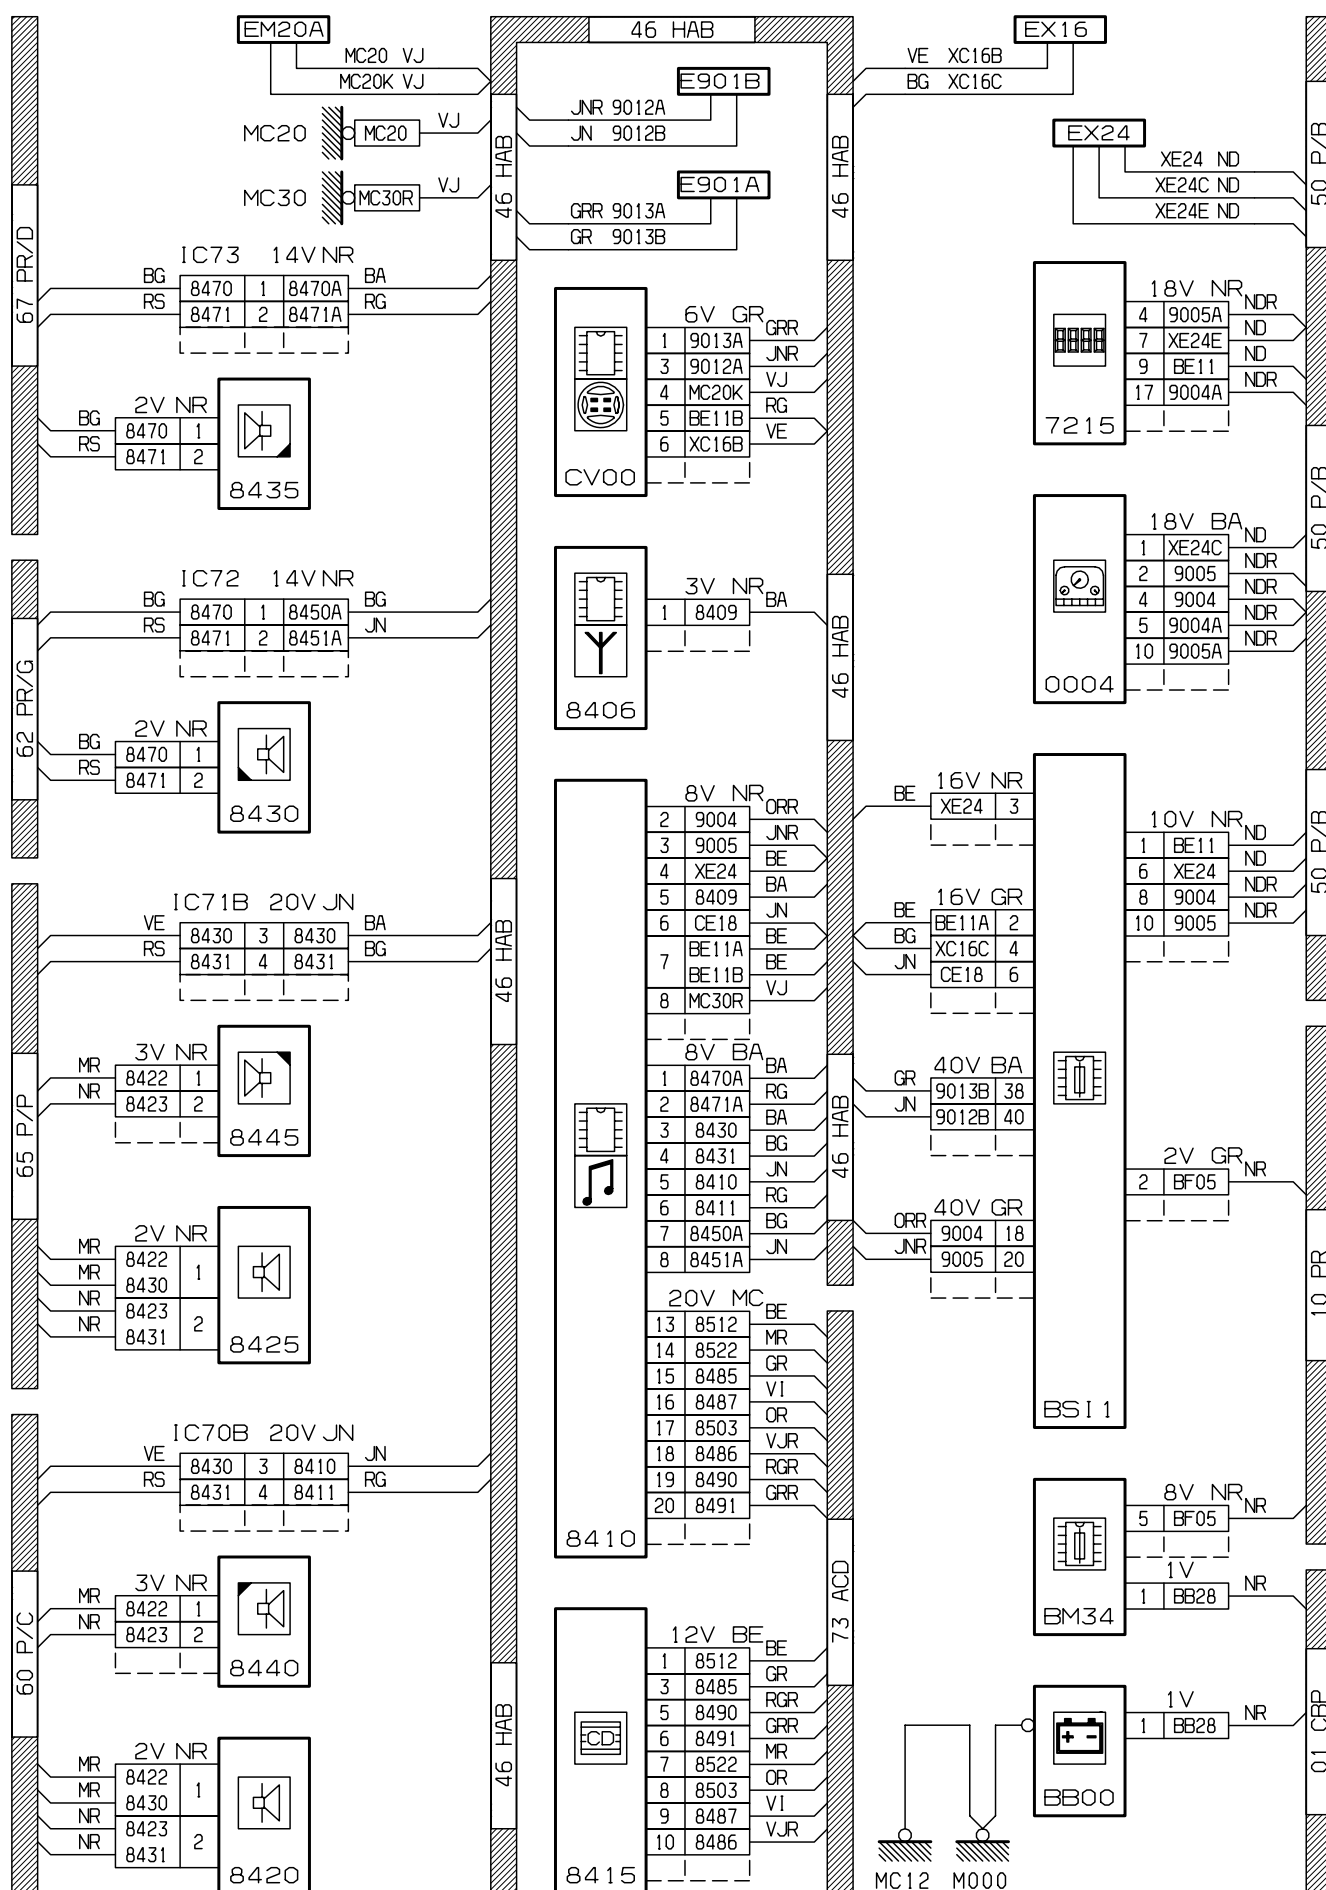 EM20A
MC20 VJ
MC20K VJ
MC20 MC20 VJ
MC30 MC30R VJ
67 PR/D
IC73 14V NR
BG 8470 1 8470A BA
RS 8471 2 8471A RG
2V NR
BG 8470 1
RS 8471 2
8435
62 PR/G
IC72 14V NR
BG 8470 1 8450A BG
RS 8471 2 8451A JN
2V NR
BG 8470 1
RS 8471 2
8430
65 P/P
IC71B 20V JN
VE 8430 3 8430 BA
RS 8431 4 8431 BG
3V NR
MR 8422 1
NR 8423 2
8445
2V NR
MR 8422 1
MR 8430
NR 8423 2
NR 8431
8425
60 P/C
IC70B 20V JN
VE 8430 3 8410 JN
RS 8431 4 8411 RG
3V NR
MR 8422 1
NR 8423 2
8440
2V NR
MR 8422 1
MR 8430
NR 8423 2
NR 8431
8420
46 HAB
46 HAB
46 HAB
46 HAB
E901B
JNR 9012A
JN 9012B
E901A
GRR 9013A
GR 9013B
6V GR
1 9013A GRR
3 9012A JNR
4 MC20K VJ
5 BE11B RG
6 XC16B VE
CV00
3V NR
1 8409 BA
8406
8V NR
2 9004 ORR
3 9005 JNR
4 XE24 BE
5 8409 BA
6 CE18 JN
7 BE11A BE
BE11B BE
8 MC30R VJ
8V BA
1 8470A BA
2 8471A RG
3 8430 BA
4 8431 BG
5 8410 JN
6 8411 RG
7 8450A BG
8 8451A JN
20V MC
13 8512 BE
14 8522 MR
15 8485 GR
16 8487 VI
17 8503 OR
18 8486 VJR
19 8490 RGR
20 8491 GRR
8410
12V BE
1 8512 BE
3 8485 GR
5 8490 RGR
6 8491 GRR
7 8522 MR
8 8503 OR
9 8487 VI
10 8486 VJR
CD
8415
46 HAB
46 HAB
46 HAB
73 ACD
EX16
VE XC16B
BG XC16C
EX24
XE24 ND
XE24C ND
XE24E ND
18V NR
4 9005A NDR
7 XE24E ND
9 BE11 ND
17 9004A NDR
7215
18V BA
1 XE24C ND
2 9005 NDR
4 9004 NDR
5 9004A NDR
10 9005A NDR
0004
16V NR
BE XE24 3
16V GR
BE BE11A 2
BG XC16C 4
JN CE18 6
40V BA
GR 9013B 38
JN 9012B 40
40V GR
ORR 9004 18
JNR 9005 20
10V NR
1 BE11 ND
6 XE24 ND
8 9004 NDR
10 9005 NDR
2V GR
2 BF05 NR
BSI1
8V NR
5 BF05 NR
1V
1 BB28 NR
BM34
1V
1 BB28 NR
+ -
BB00
MC12 M000
50 P/B
50 P/B
50 P/B
10 PR
01 CBP